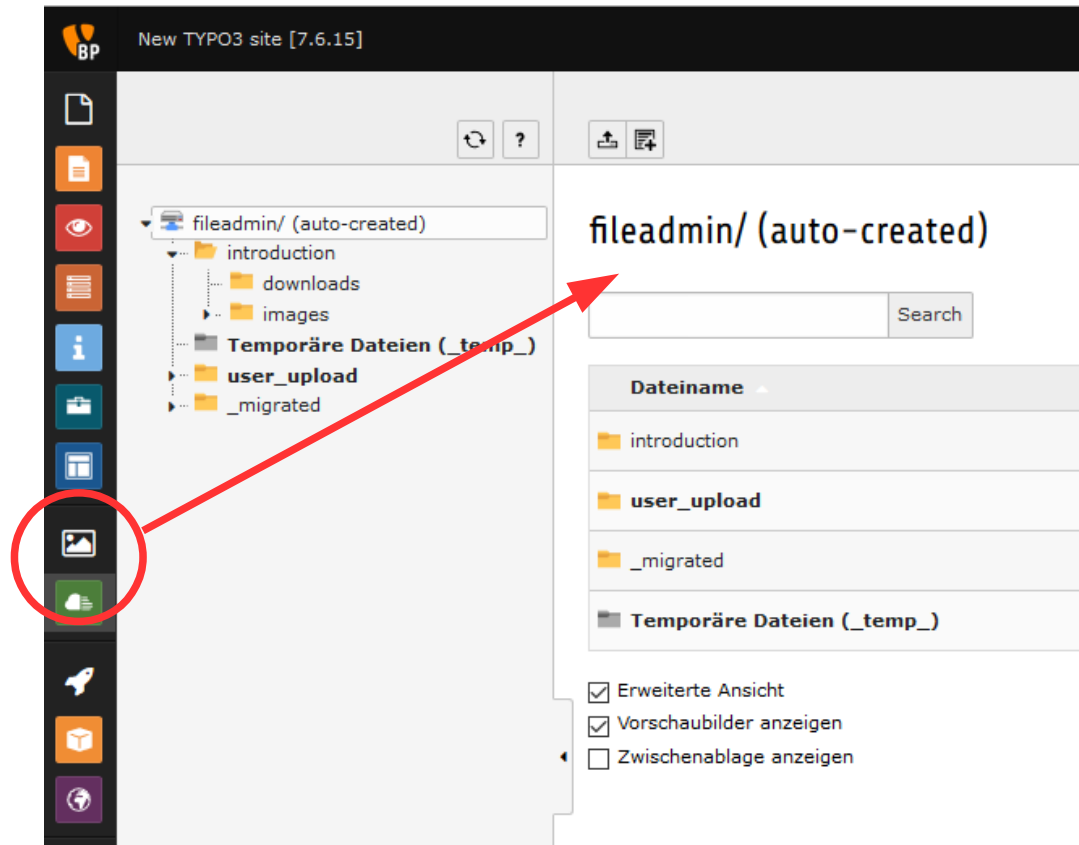 BP
New TYPO3 site [7.6.15]
?
fileadmin/ (auto-created)
introduction
downloads
images
Temporäre Dateien (_temp_)
user_upload
_migrated
fileadmin/ (auto-created)
Search
Dateiname
introduction
user_upload
_migrated
Temporäre Dateien (_temp_)
Erweiterte Ansicht
Vorschaubilder anzeigen
Zwischenablage anzeigen